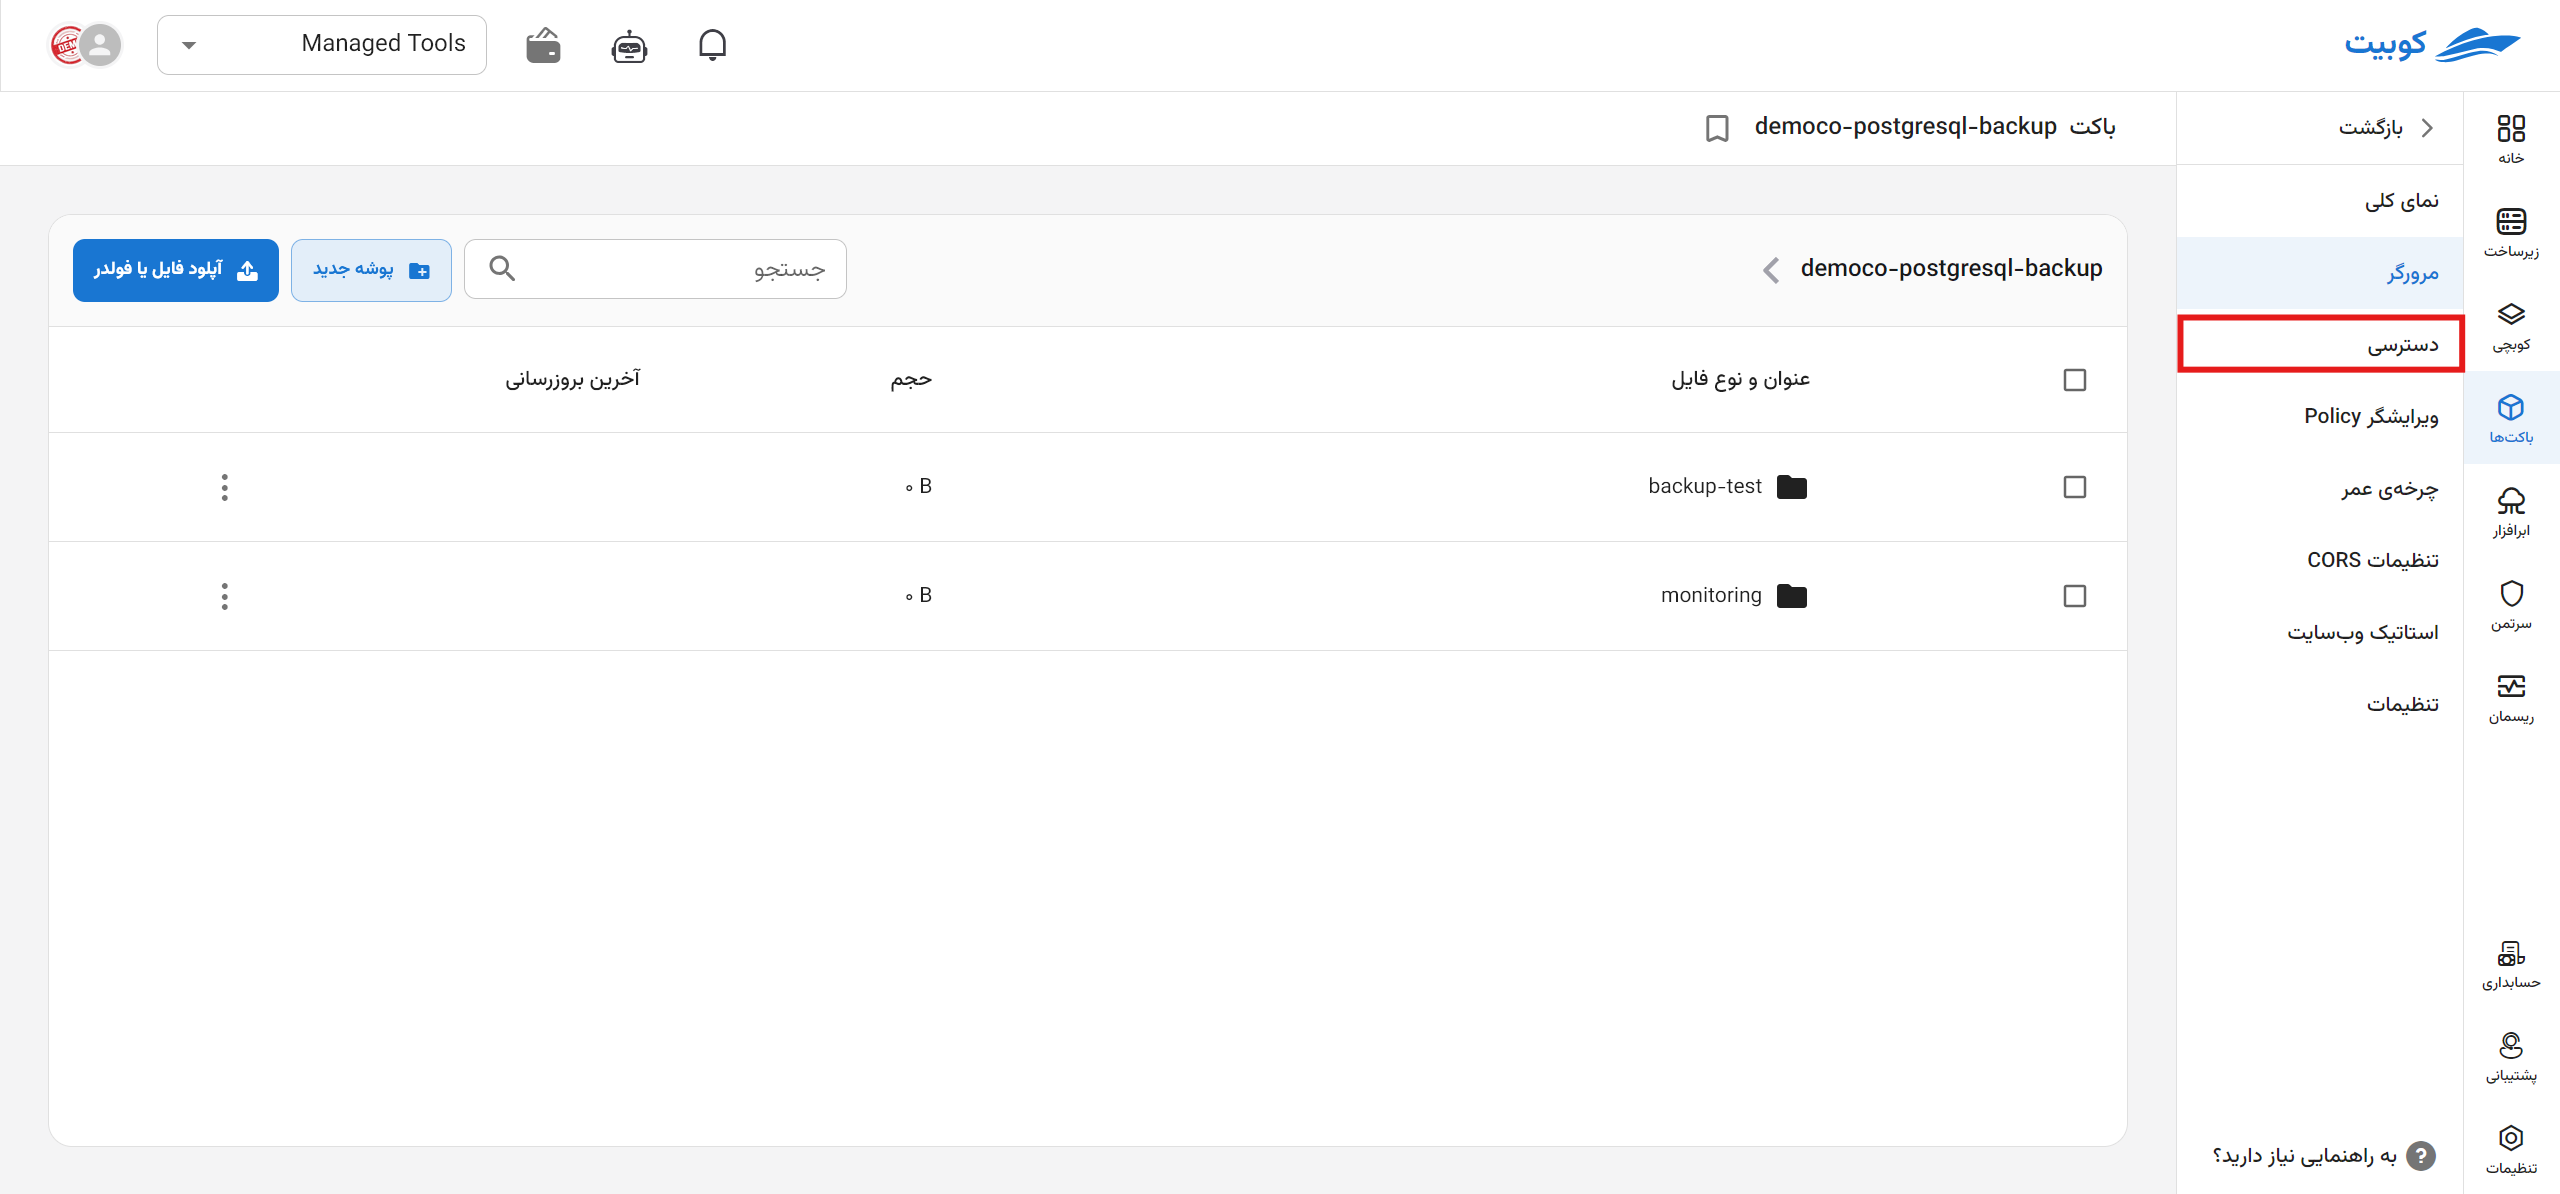 کوبیت
Managed Tools
DEM
خانه
زیرساخت
کوبچی
باکت‌ها
ابرافزار
سرتمن
ریسمان
حسابداری
پشتیبانی
تنظیمات
بازگشت
نمای کلی
مرورگر
دسترسی
ویرایشگر Policy
چرخه‌ی عمر
تنظیمات CORS
استاتیک وب‌سایت
تنظیمات
به راهنمایی نیاز دارید؟
باکت democo-postgresql-backup
democo-postgresql-backup
جستجو
پوشه جدید
آپلود فایل یا فولدر
عنوان و نوع فایل حجم آخرین بروزرسانی
backup-test ۰ B
monitoring ۰ B